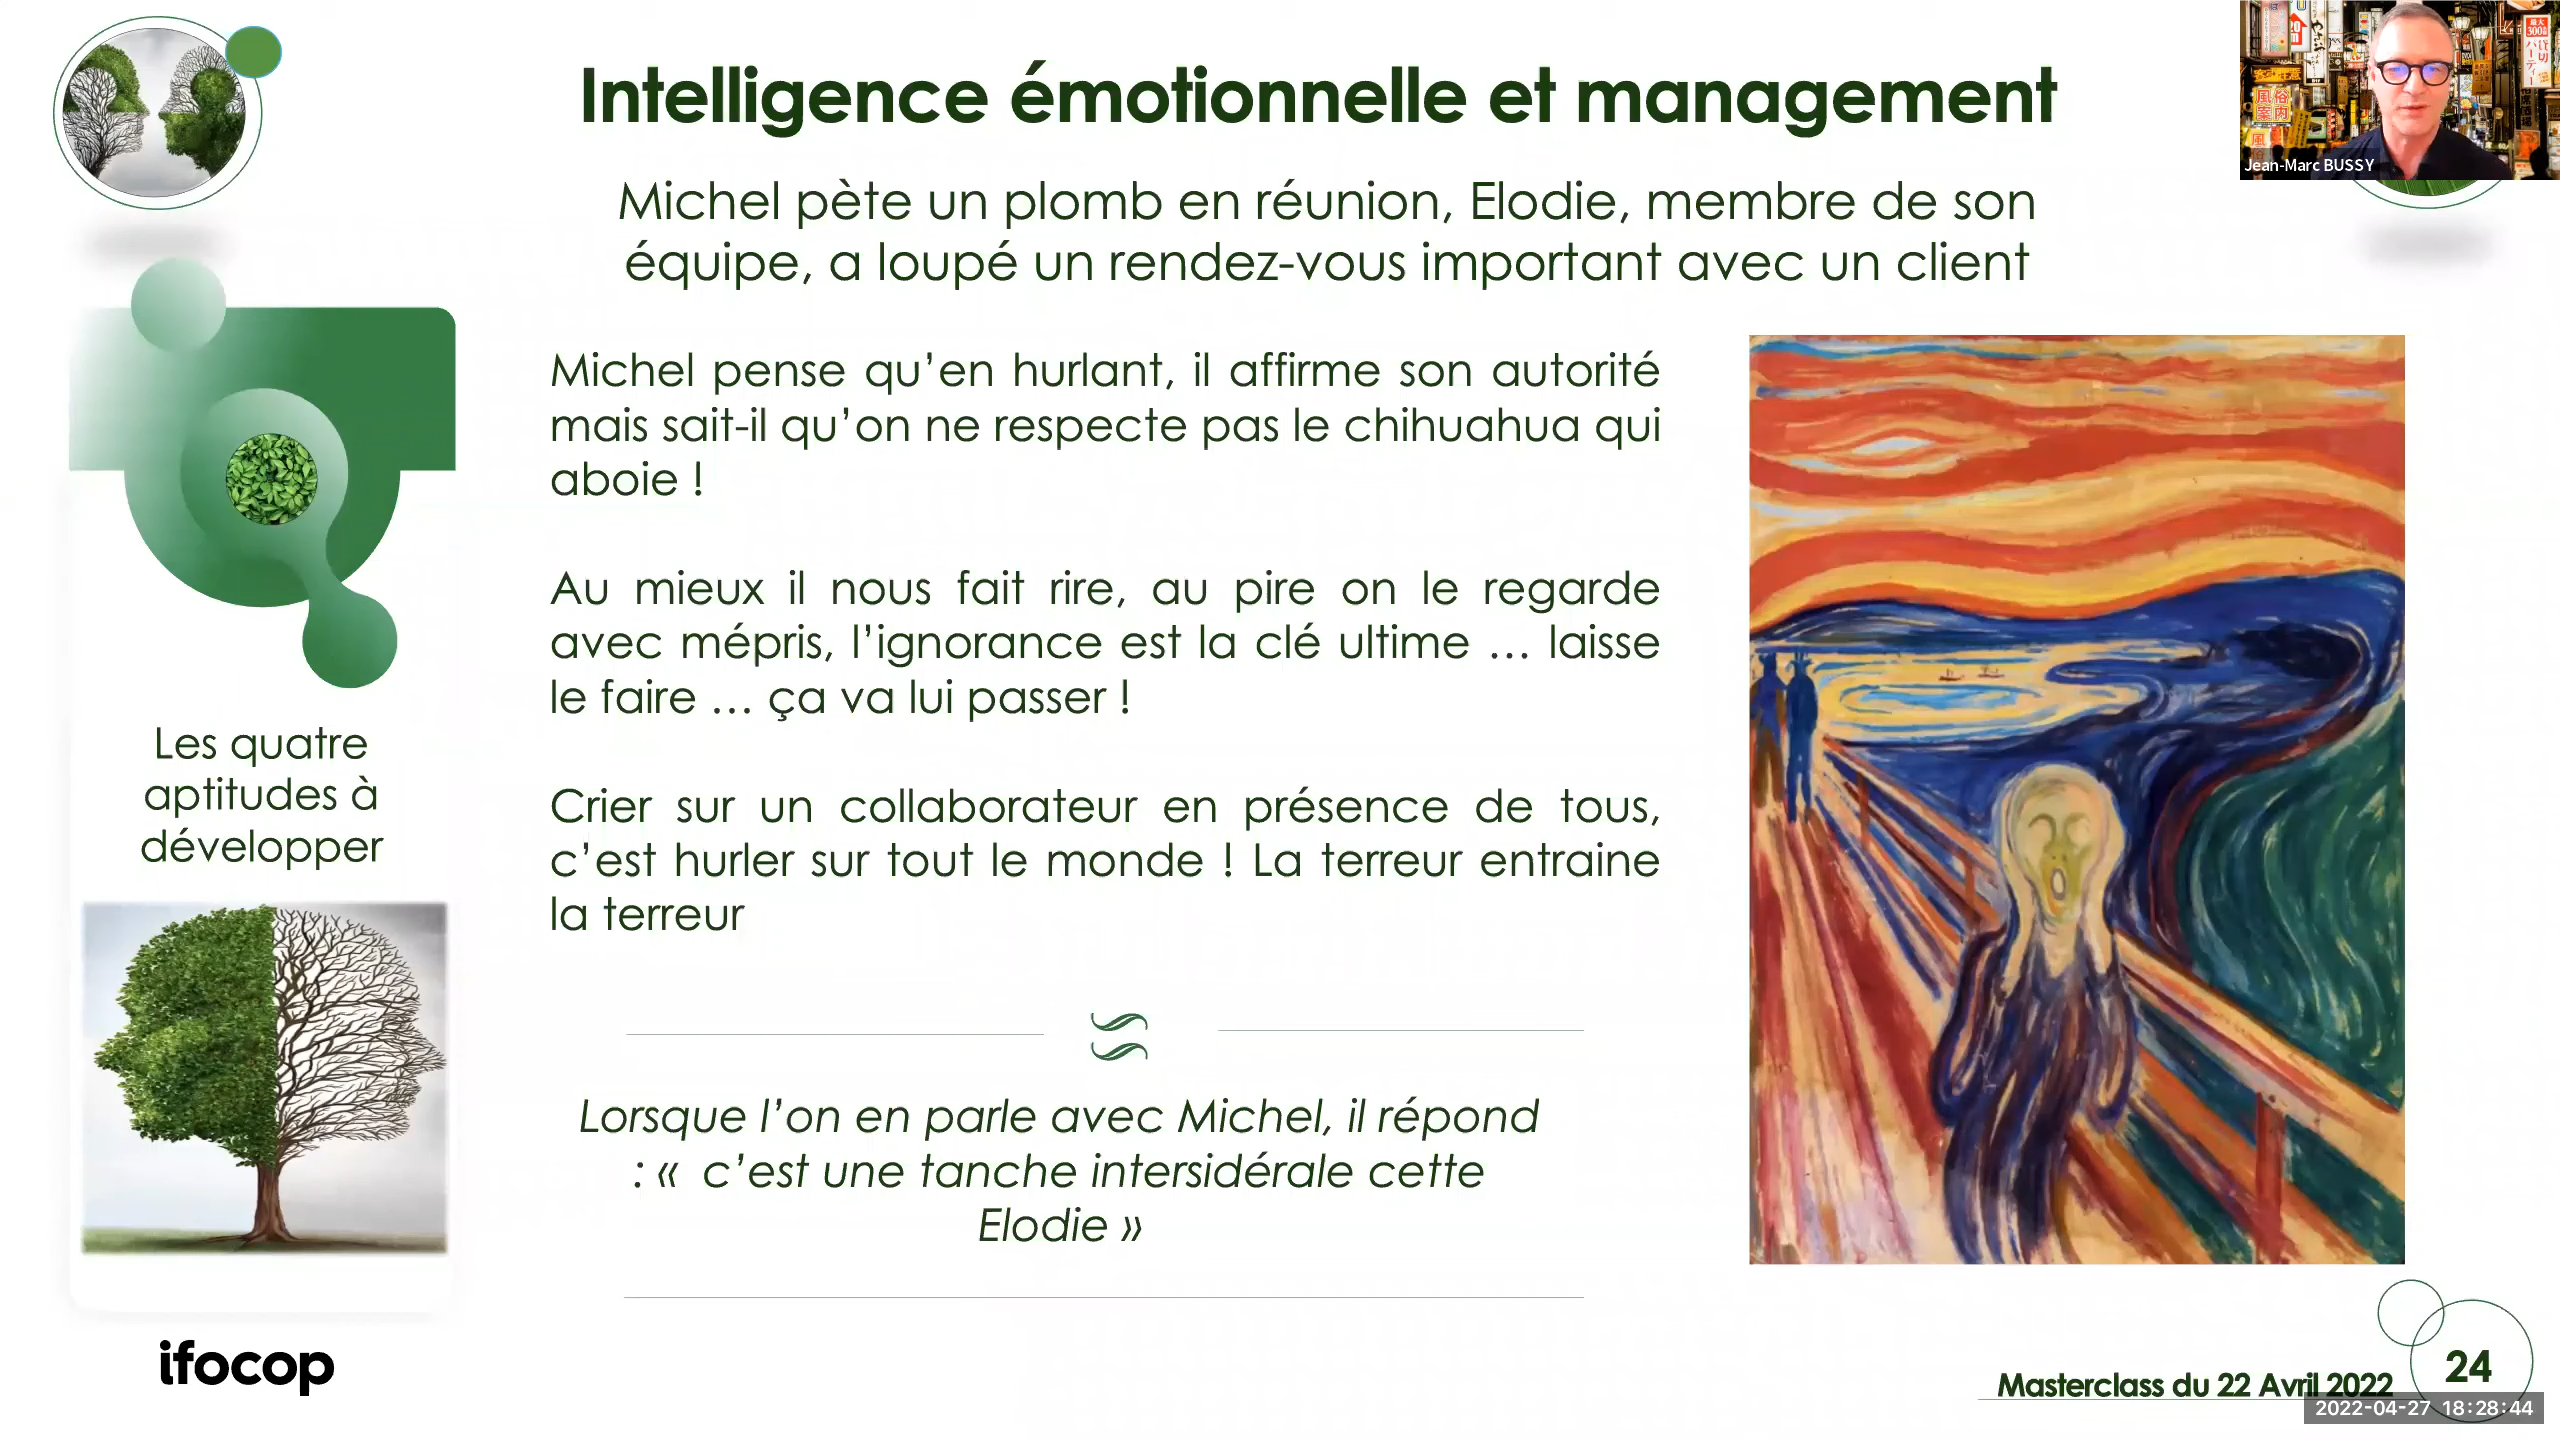 Intelligence émotionnelle et management
Jean-Marc BUSSY
Michel pète un plomb en réunion, Elodie, membre de son
équipe, a loupé un rendez-vous important avec un client
Michel pense qu’en hurlant, il affirme son autorité
mais sait-il qu’on ne respecte pas le chihuahua qui
aboie !
Au mieux il nous fait rire, au pire on le regarde
avec mépris, l’ignorance est la clé ultime … laisse
le faire … ça va lui passer !
Crier sur un collaborateur en présence de tous,
c’est hurler sur tout le monde ! La terreur entraine
la terreur
Les quatre
aptitudes à
développer
Lorsque l’on en parle avec Michel, il répond
: «  c’est une tanche intersidérale cette
Elodie »
ifocop
Masterclass du 22 Avril 2022
24
2022-04-27 18:28:44